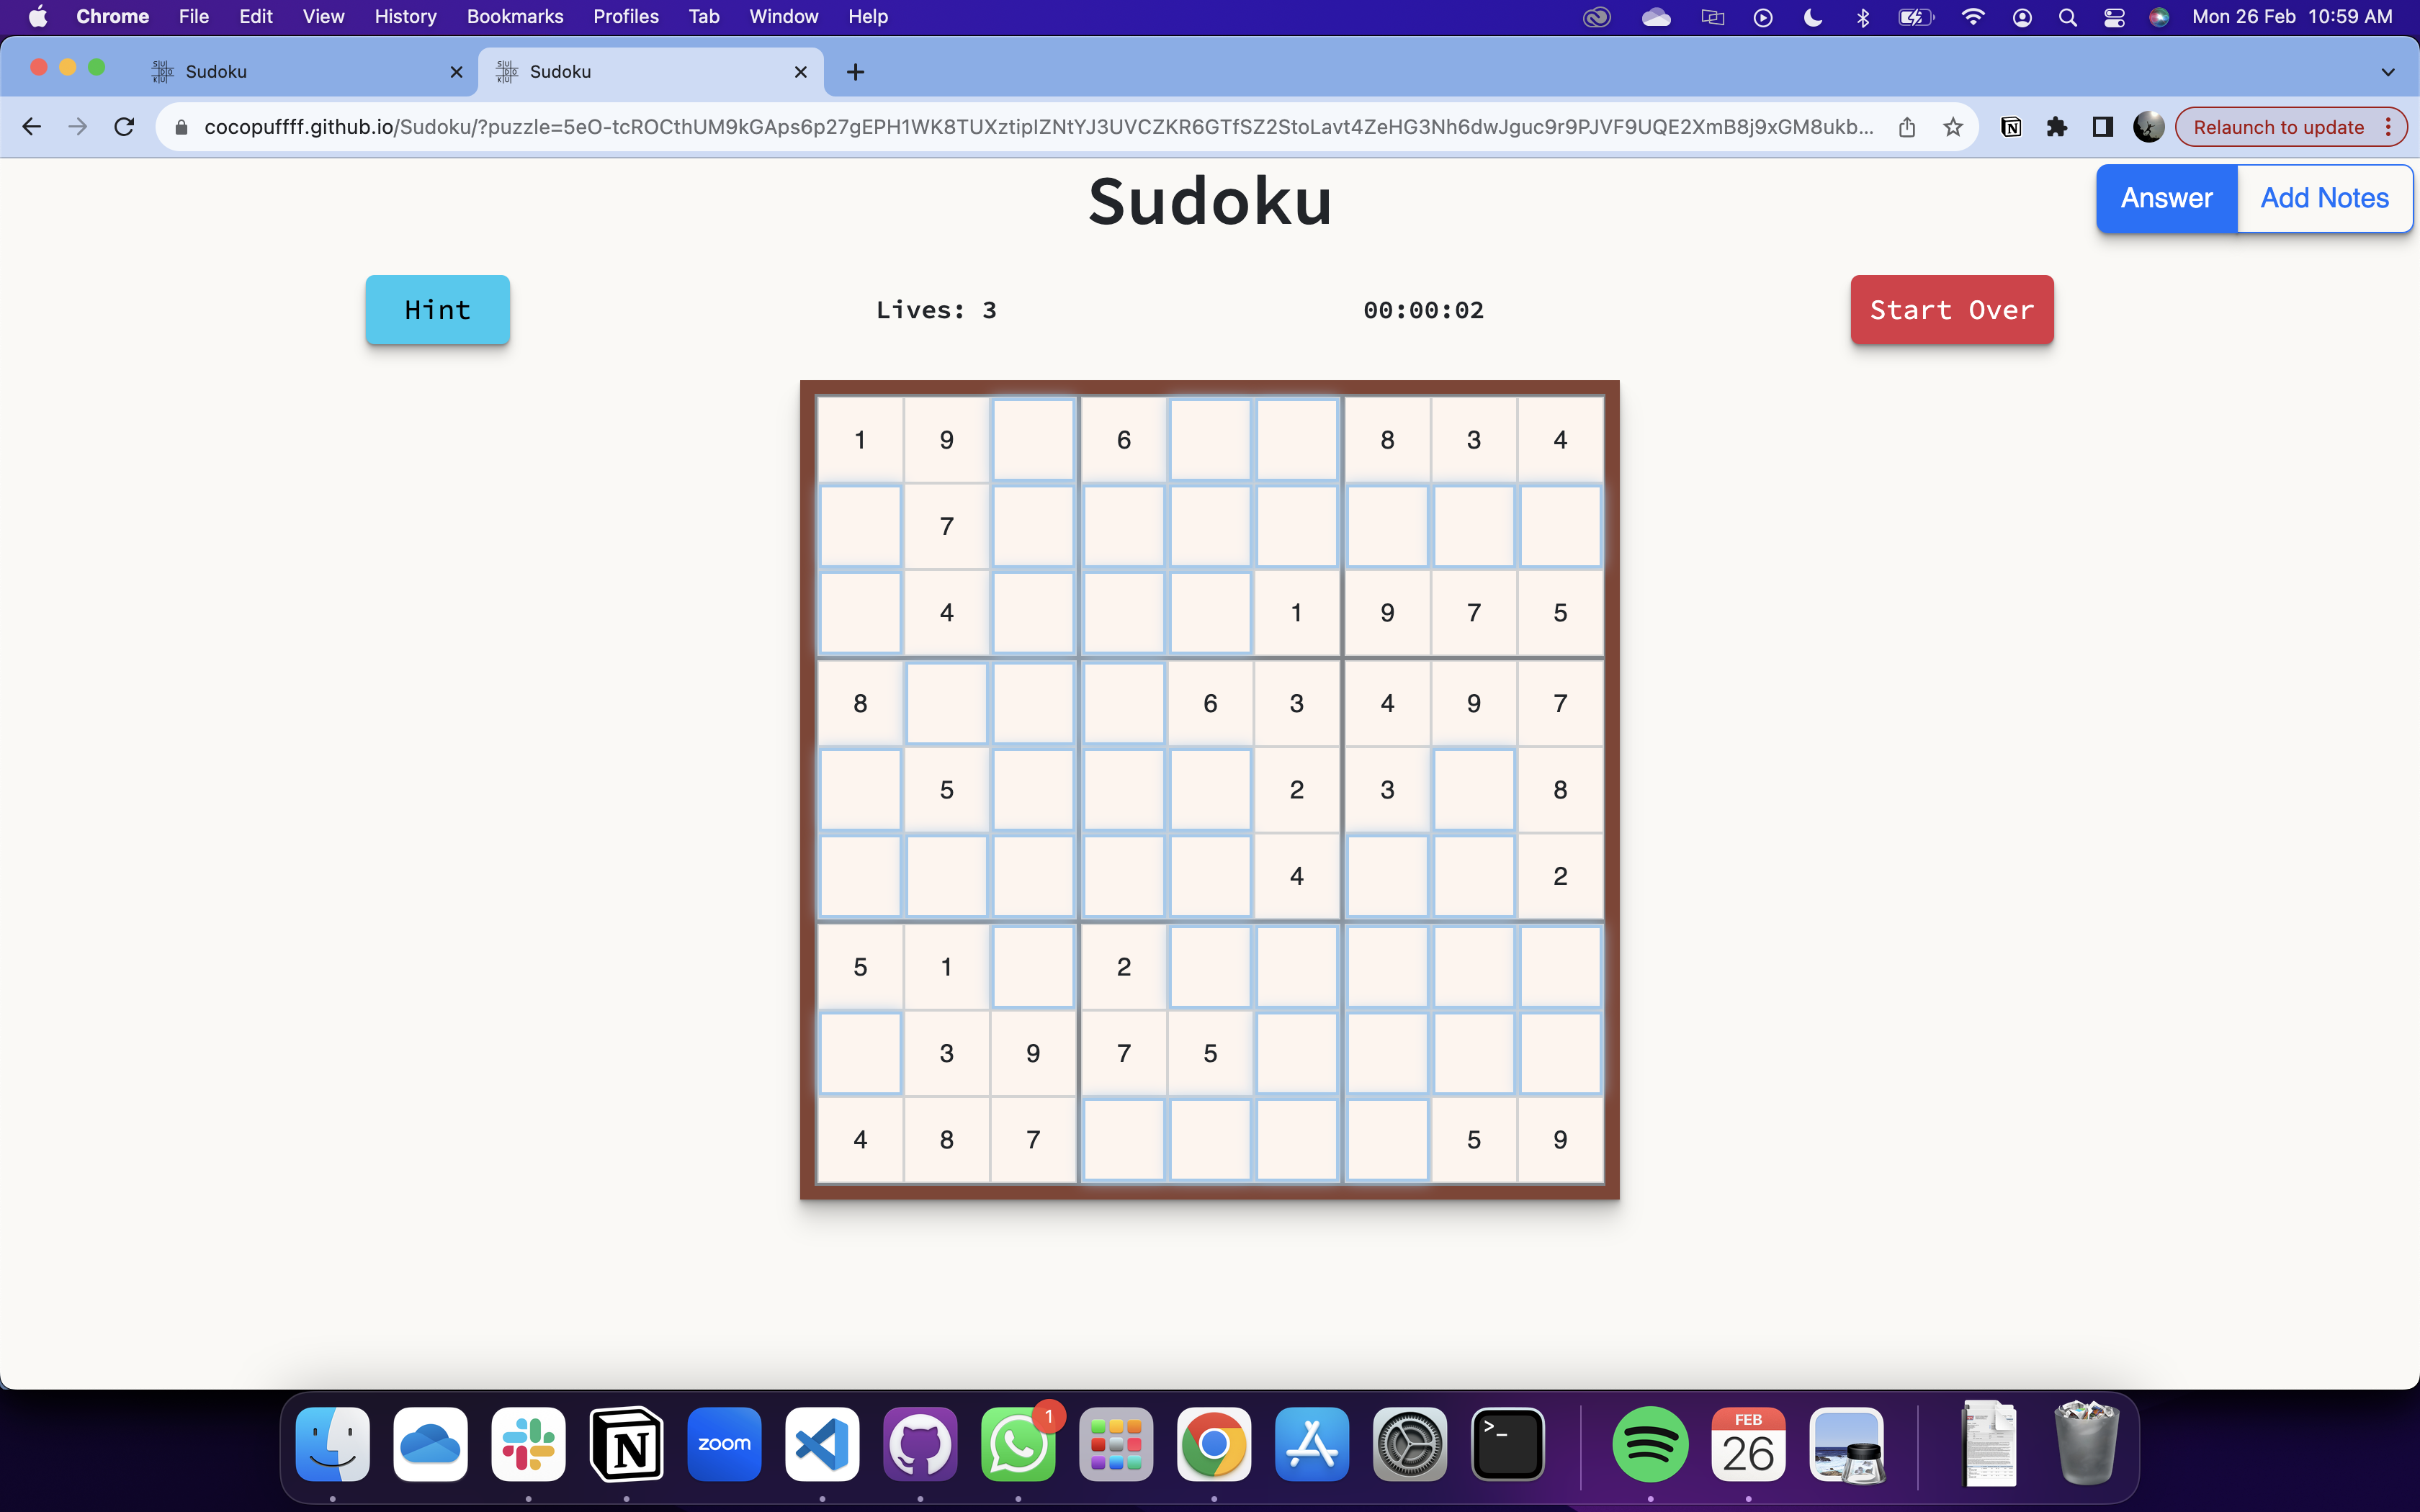 Chrome File Edit View History Bookmarks Profiles Tab Window Help Mon 26 Feb 10:59 AM
Sudoku Sudoku
cocopuffff.github.io/Sudoku/?puzzle=5eO-tcROCthUM9kGAps6p27gEPH1WK8TUXztipIZNtYJ3UVCZKR6GTfSZ2StoLavt4ZeHG3Nh6dwJguc9r9PJVF9UQE2XmB8j9xGM8ukb... Relaunch to update
Sudoku
Answer Add Notes
Hint Lives: 3 00:00:02 Start Over
1 9 6 8 3 4
7
4 1 9 7 5
8 6 3 4 9 7
5 2 3 8
4 2
5 1 2
3 9 7 5
4 8 7 5 9
1
FEB
zoom
26